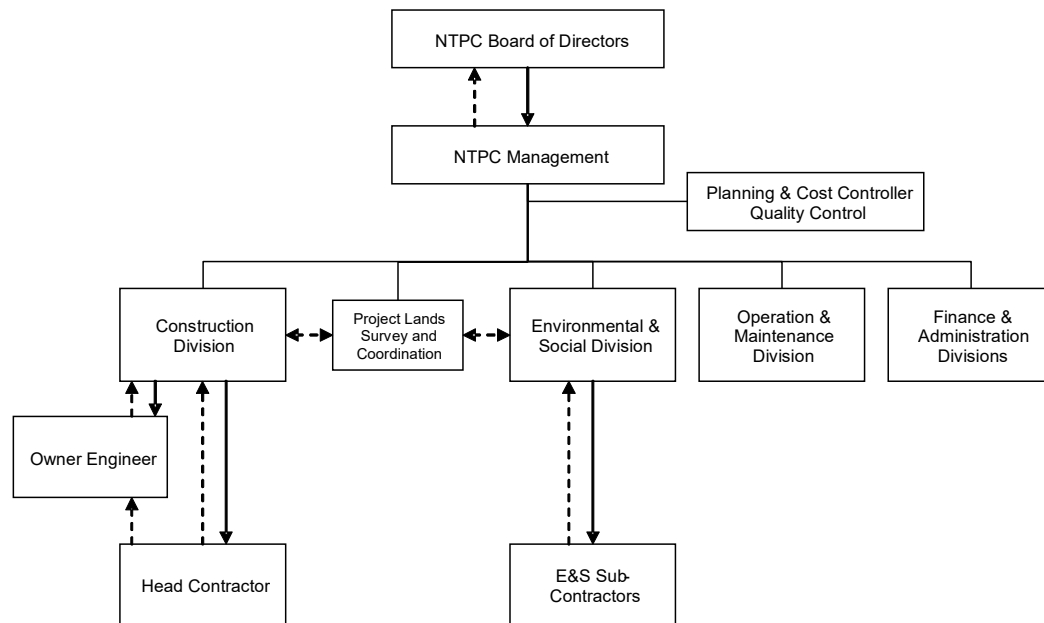 NTPC Board of Directors
NTPC Management
Planning & Cost Controller
Quality Control
Construction
Division
Project Lands
Survey and
Coordination
Environmental &
Social Division
Operation &
Maintenance
Division
Finance &
Administration
Divisions
Owner Engineer
Head Contractor
E&S Sub-
Contractors